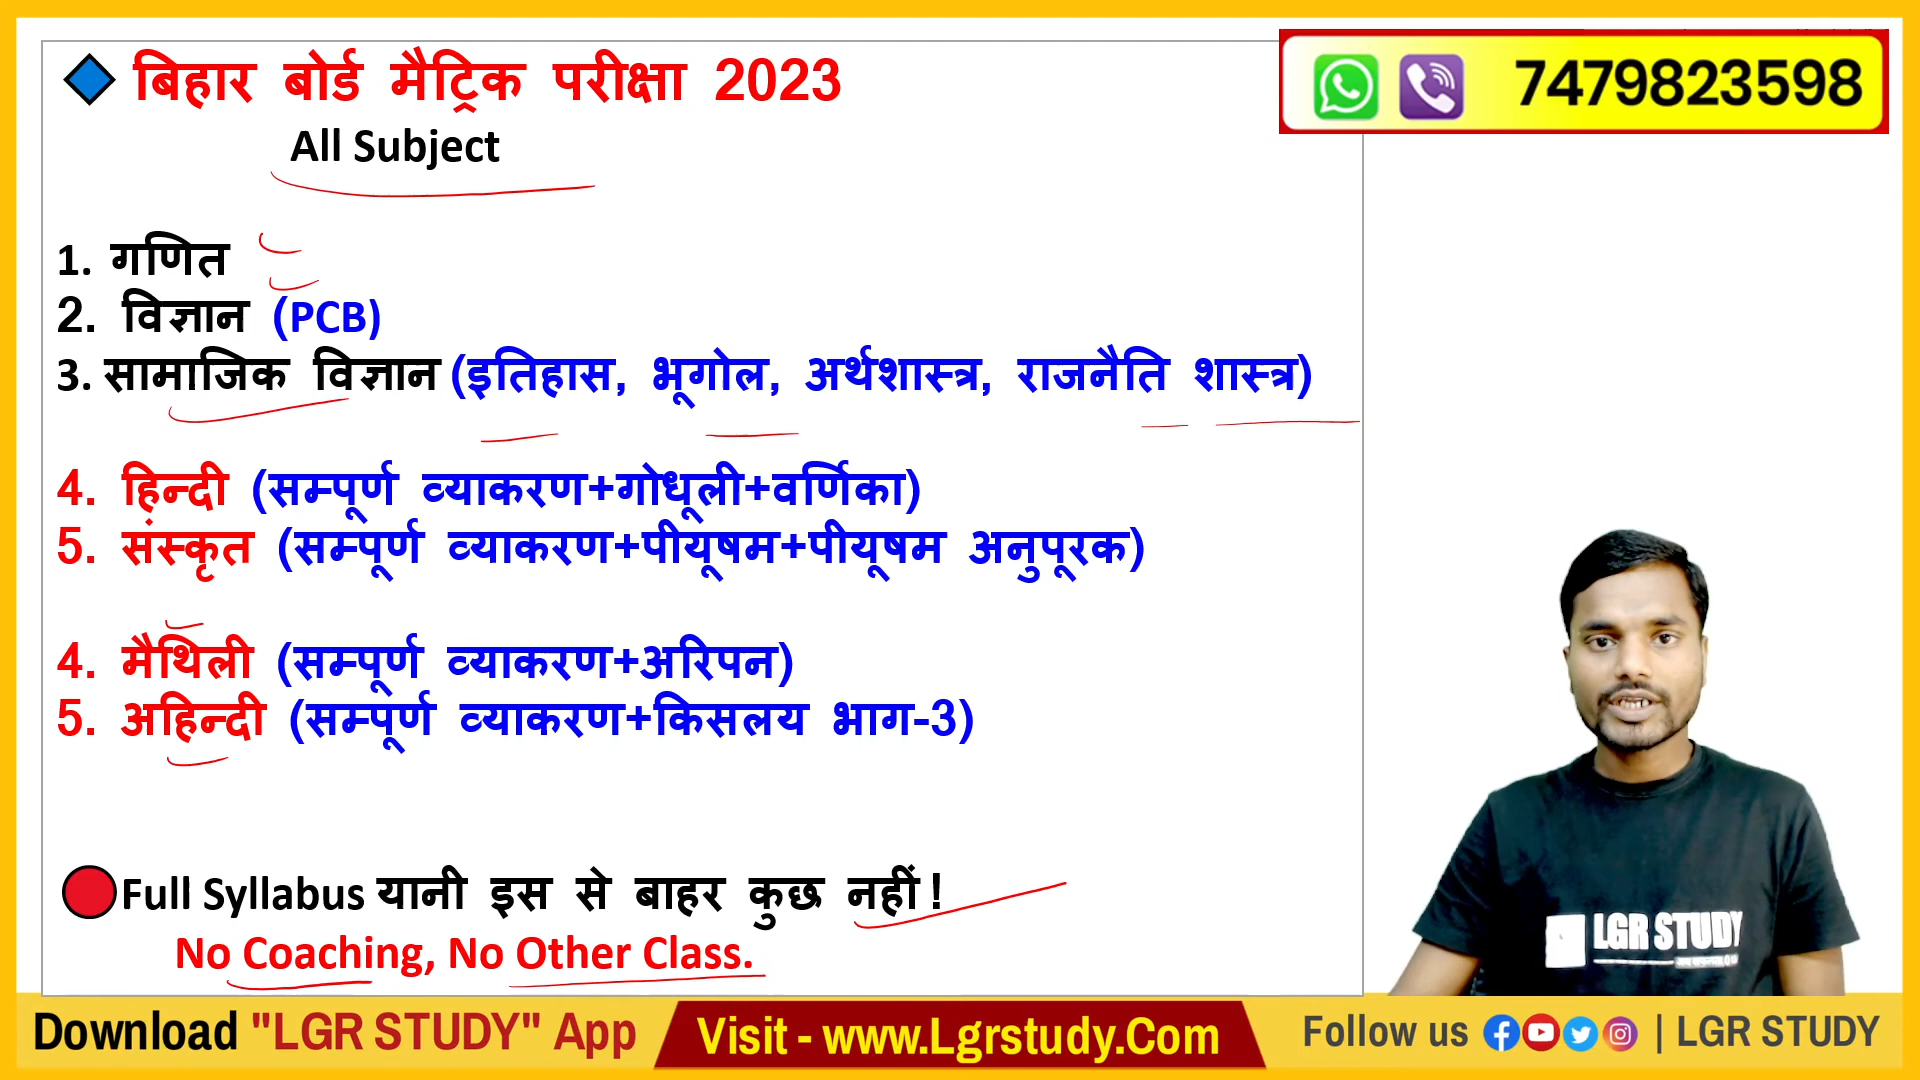 बिहार बोर्ड मैट्रिक परीक्षा 2023
All Subject
7479823598
1. गणित
2. विज्ञान (PCB)
3. सामाजिक विज्ञान (इतिहास, भूगोल, अर्थशास्त्र, राजनैति शास्त्र)
4. हिन्दी (सम्पूर्ण व्याकरण+गोधूली+वर्णिका)
5. संस्कृत (सम्पूर्ण व्याकरण+पीयूषम+पीयूषम अनुपूरक)
4. मैथिली (सम्पूर्ण व्याकरण+अरिपन)
5. अहिन्दी (सम्पूर्ण व्याकरण+किसलय भाग-3)
Full Syllabus यानी इस से बाहर कुछ नहीं!
No Coaching, No Other Class.
LGR STUDY
Download "LGR STUDY" App
Visit - www.Lgrstudy.Com
Follow us | LGR STUDY